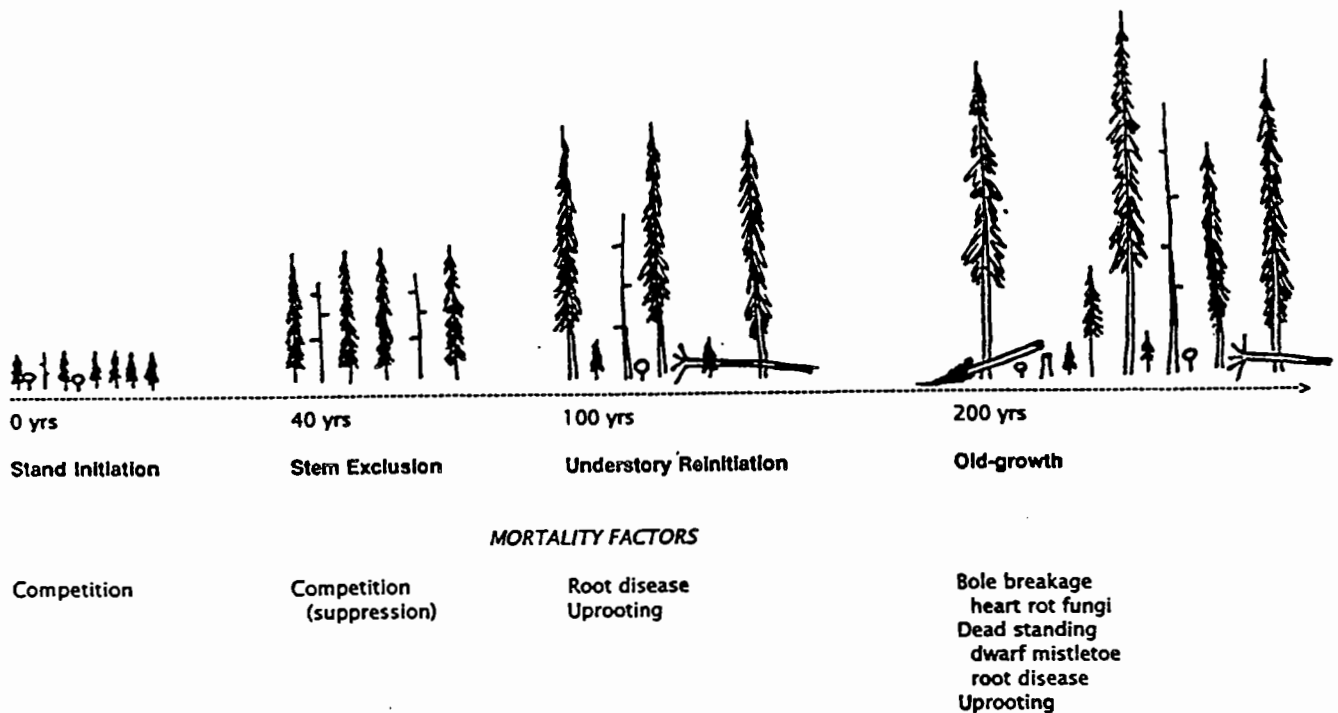 0 yrs
40 yrs
100 yrs
200 yrs
Stand Initiation
Stem Exclusion
Understory Reinitiation
Old-growth
MORTALITY FACTORS
Competition
Competition
(suppression)
Root disease
Uprooting
Bole breakage
heart rot fungi
Dead standing
dwarf mistletoe
root disease
Uprooting